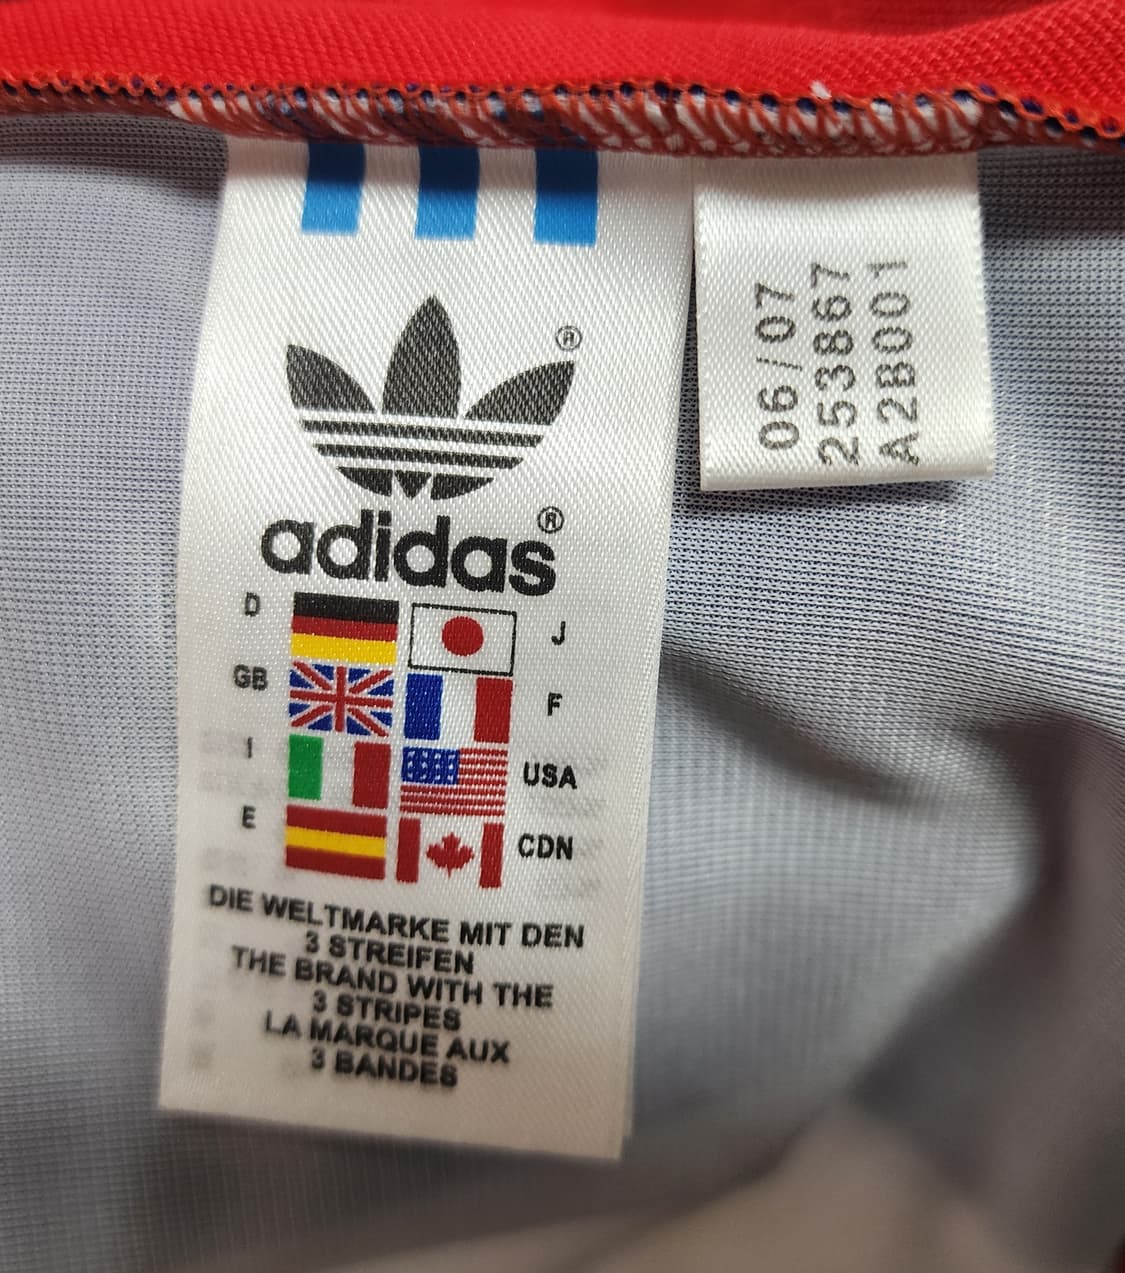 ®
adidas®
D
J
GB
F
I
USA
E
CDN
DIE WELTMARKE MIT DEN
3 STREIFEN
THE BRAND WITH THE
3 STRIPES
LA MARQUE AUX
3 BANDES
06/07
253867
A2B001